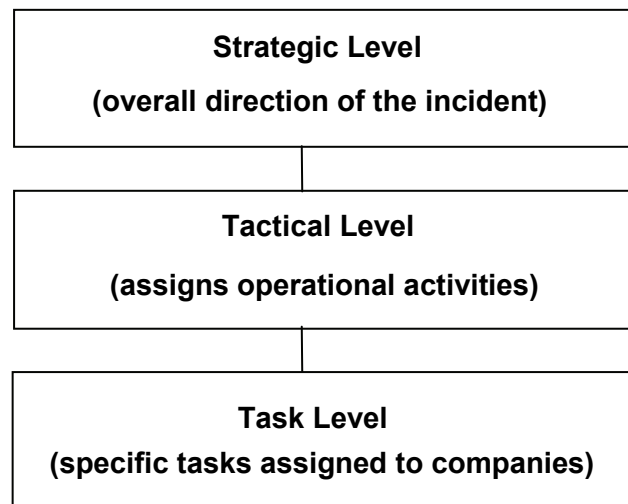 Strategic Level
(overall direction of the incident)
Tactical Level
(assigns operational activities)
Task Level
(specific tasks assigned to companies)